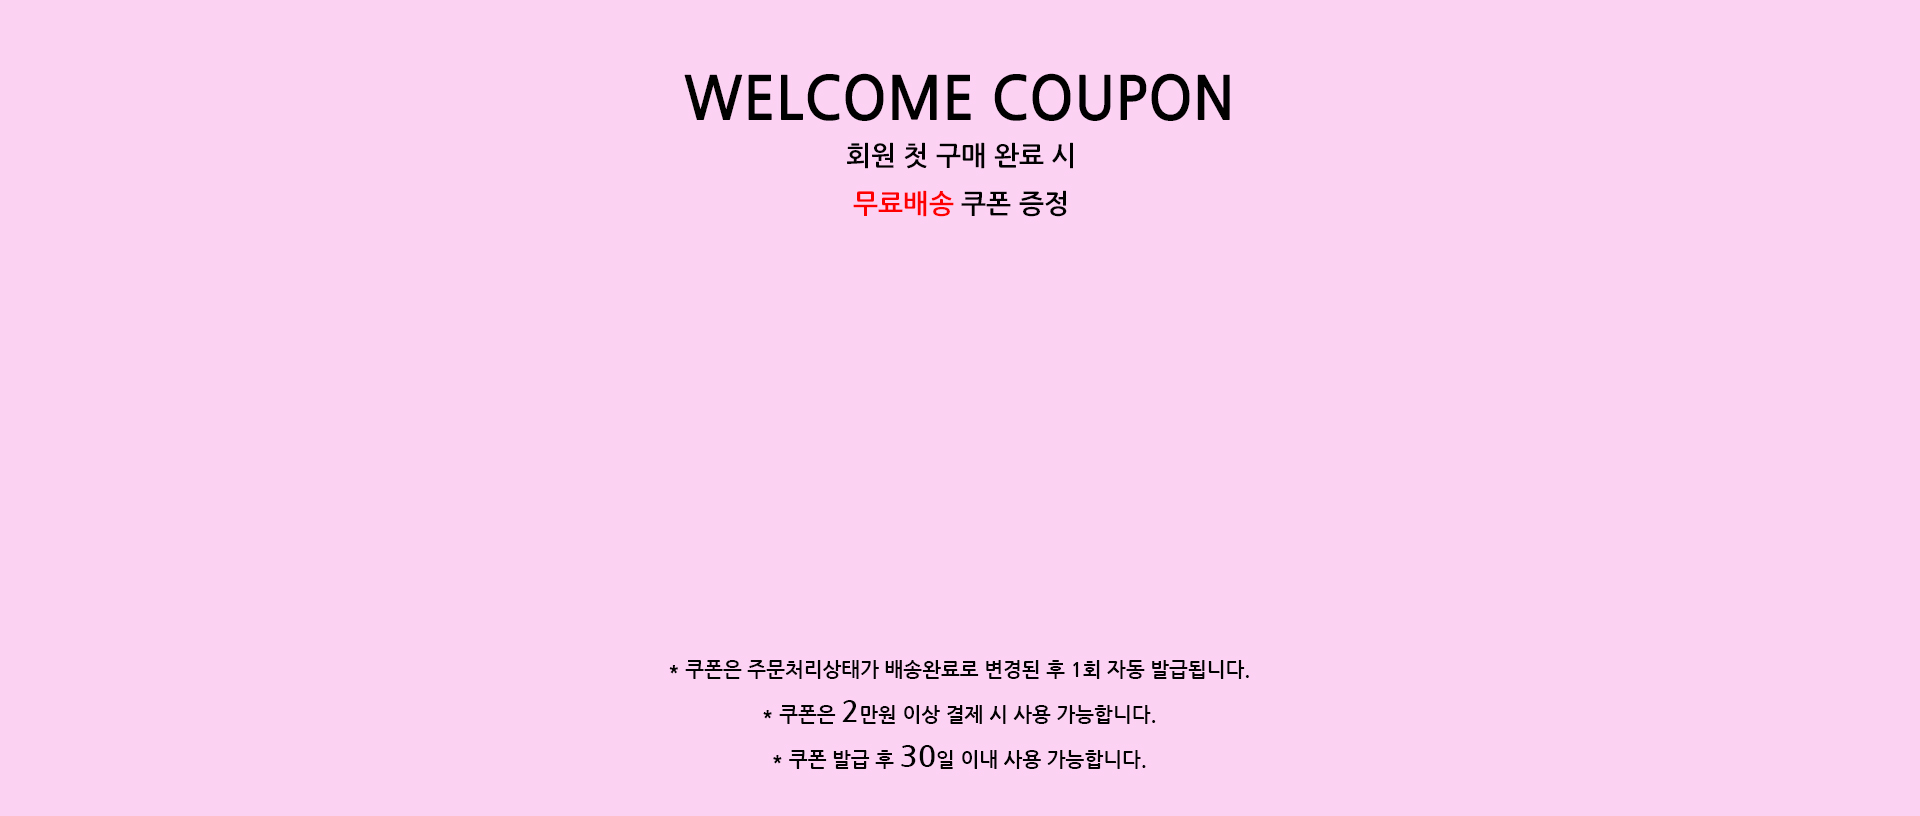 WELCOME COUPON
회원 첫 구매 완료 시
무료배송 쿠폰 증정
* 쿠폰은 주문처리상태가 배송완료로 변경된 후 1회 자동 발급됩니다.
* 쿠폰은 2만원 이상 결제 시 사용 가능합니다.
* 쿠폰 발급 후 30일 이내 사용 가능합니다.